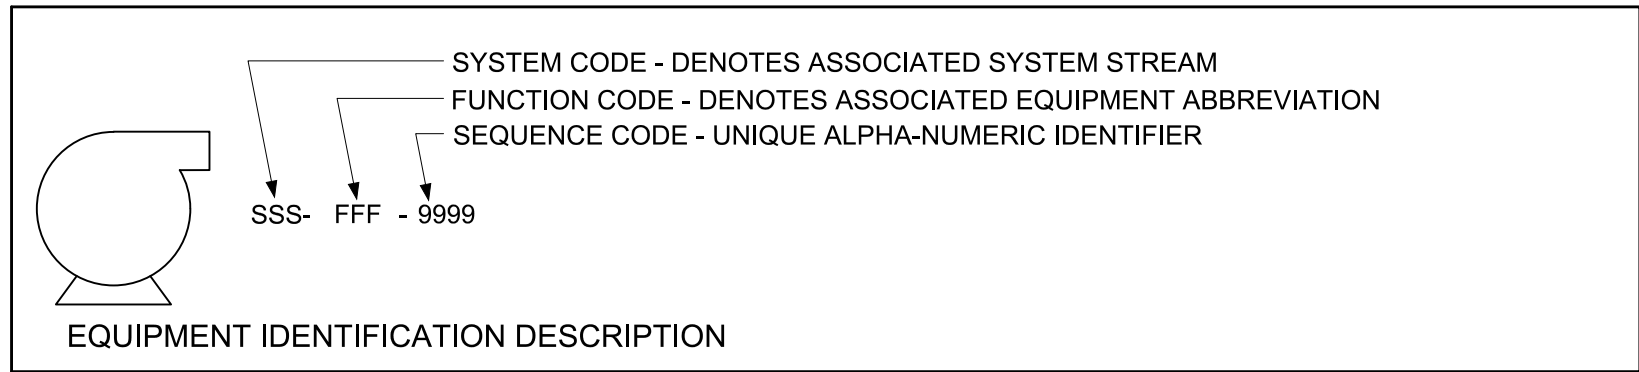 SYSTEM CODE - DENOTES ASSOCIATED SYSTEM STREAM
FUNCTION CODE - DENOTES ASSOCIATED EQUIPMENT ABBREVIATION
SEQUENCE CODE - UNIQUE ALPHA-NUMERIC IDENTIFIER
SSS- FFF - 9999
EQUIPMENT IDENTIFICATION DESCRIPTION